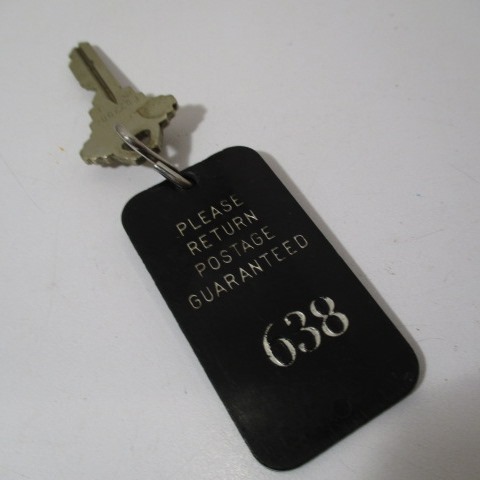 PLEASE
RETURN
POSTAGE
GUARANTEED
638